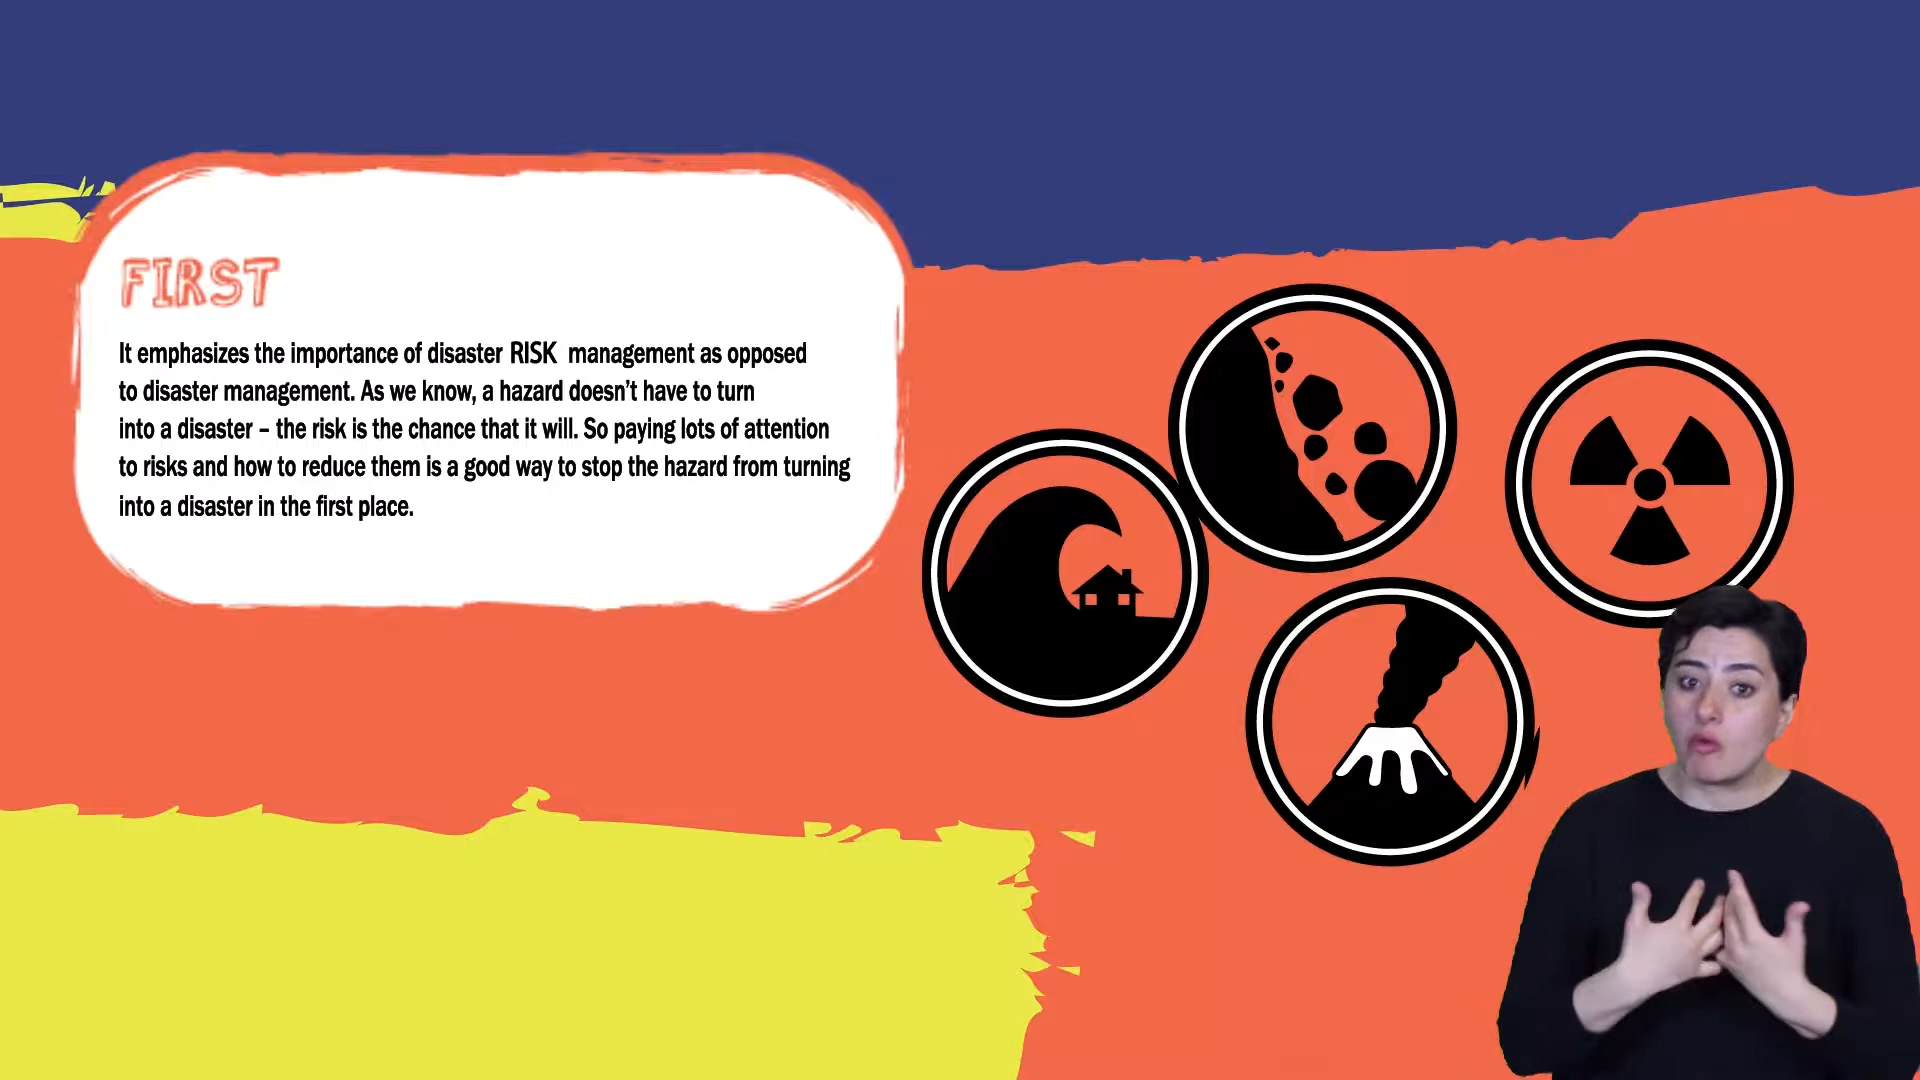 FIRST
It emphasizes the importance of disaster RISK management as opposed
to disaster management. As we know, a hazard doesn’t have to turn
into a disaster – the risk is the chance that it will. So paying lots of attention
to risks and how to reduce them is a good way to stop the hazard from turning
into a disaster in the first place.